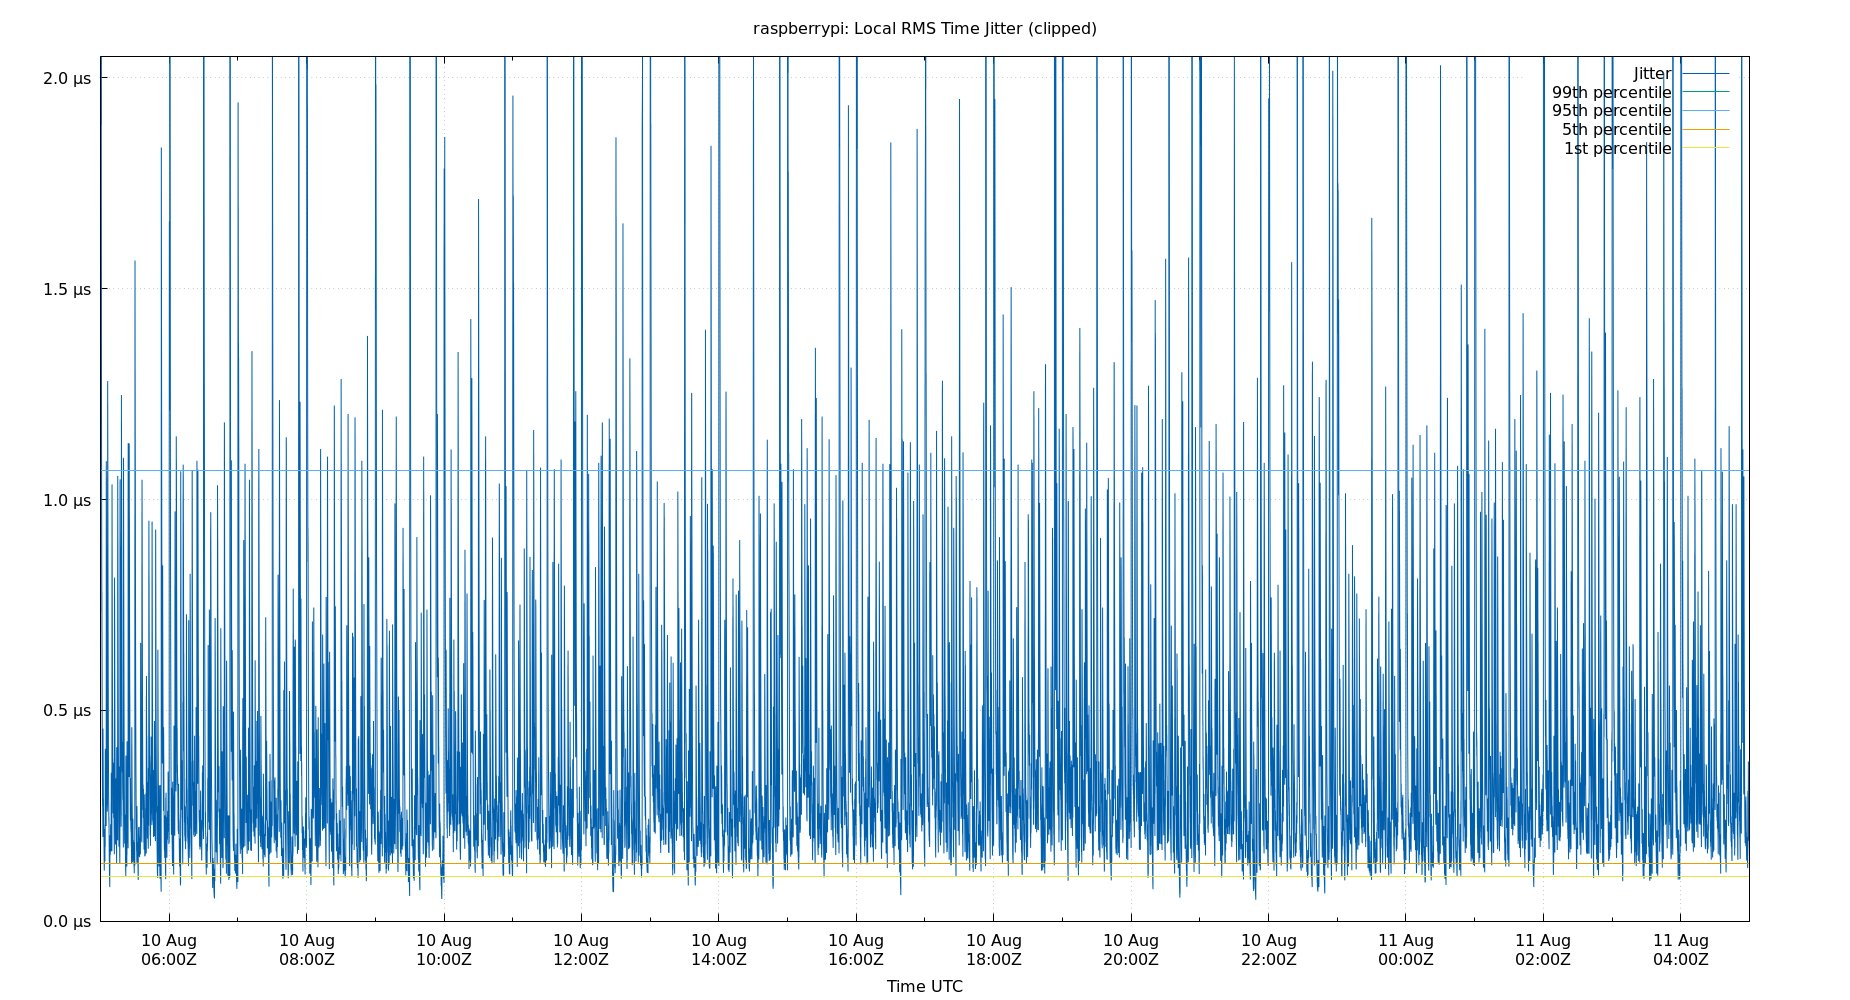 raspberrypi: Local RMS Time Jitter (clipped)
2.0 µs
1.5 µs
1.0 µs
0.5 µs
0.0 µs
Jitter
99th percentile
95th percentile
5th percentile
1st percentile
10 Aug 10 Aug 10 Aug 10 Aug 10 Aug 10 Aug 10 Aug 10 Aug 10 Aug 11 Aug 11 Aug 11 Aug
06:00Z 08:00Z 10:00Z 12:00Z 14:00Z 16:00Z 18:00Z 20:00Z 22:00Z 00:00Z 02:00Z 04:00Z
Time UTC